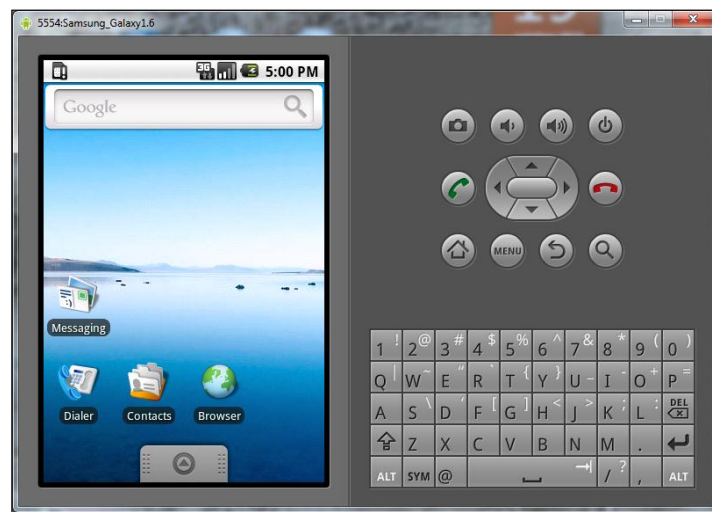 5554:Samsung_Galaxy1.6
3G 5:00 PM
Google
Messaging
Dialer Contacts Browser
MENU
1 ! 2 @ 3 # 4 $ 5 % 6 ^ 7 & 8 * 9 ( 0 )
Q | W ~ E " R ` T { Y } U _ I - O + P =
A S \ D ' F [ G ] H < J > K ; L : DEL
Z X C V B N M .
ALT SYM @ / ? , ALT